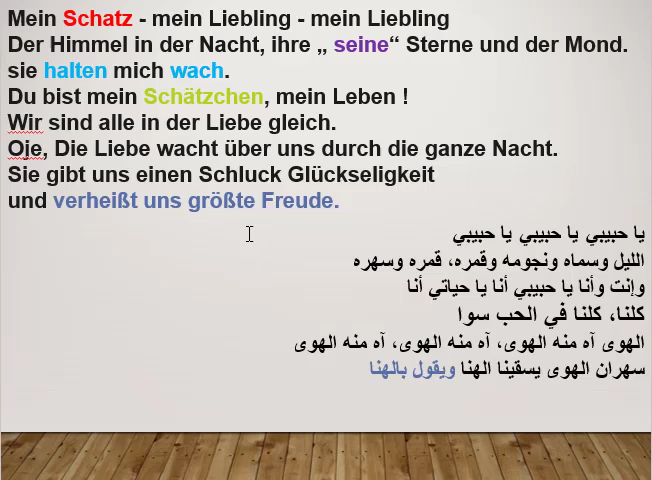 Mein Schatz - mein Liebling - mein Liebling
Der Himmel in der Nacht, ihre „ seine“ Sterne und der Mond.
sie halten mich wach.
Du bist mein Schätzchen, mein Leben !
Wir sind alle in der Liebe gleich.
Oje, Die Liebe wacht über uns durch die ganze Nacht.
Sie gibt uns einen Schluck Glückseligkeit
und verheißt uns größte Freude.
يا حبيبي يا حبيبي يا حبيبي
الليل وسماه ونجومه وقمره، قمره وسهره
وإنت وأنا يا حبيبي أنا يا حياتي أنا
كلنا، كلنا في الحب سوا
الهوى آه منه الهوى، آه منه الهوى، آه منه الهوى
سهران الهوى يسقينا الهنا ويقول بالهنا